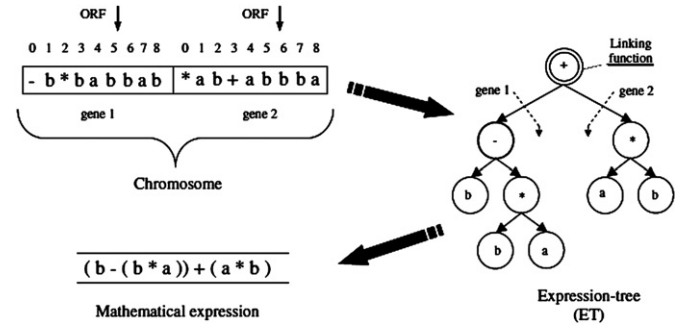 ORF ORF
0 1 2 3 4 5 6 7 8 0 1 2 3 4 5 6 7 8
- b * b a b b a b * a b + a b b b a
gene 1 gene 2
Chromosome
Linking
function
+
gene 1 gene 2
- *
b * a b
b a
Expression-tree
(ET)
( b - ( b * a )) + ( a * b )
Mathematical expression